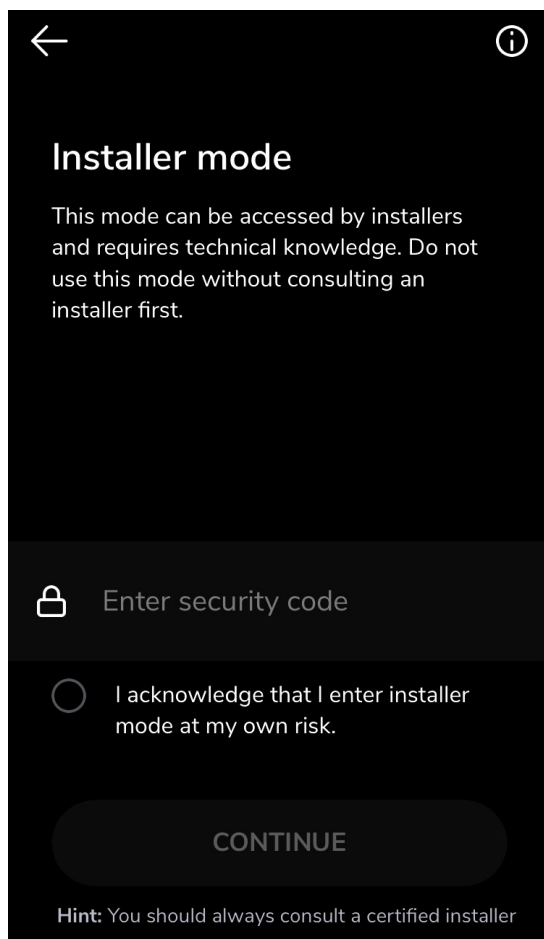 Installer mode
This mode can be accessed by installers
and requires technical knowledge. Do not
use this mode without consulting an
installer first.
Enter security code
I acknowledge that I enter installer
mode at my own risk.
CONTINUE
Hint: You should always consult a certified installer